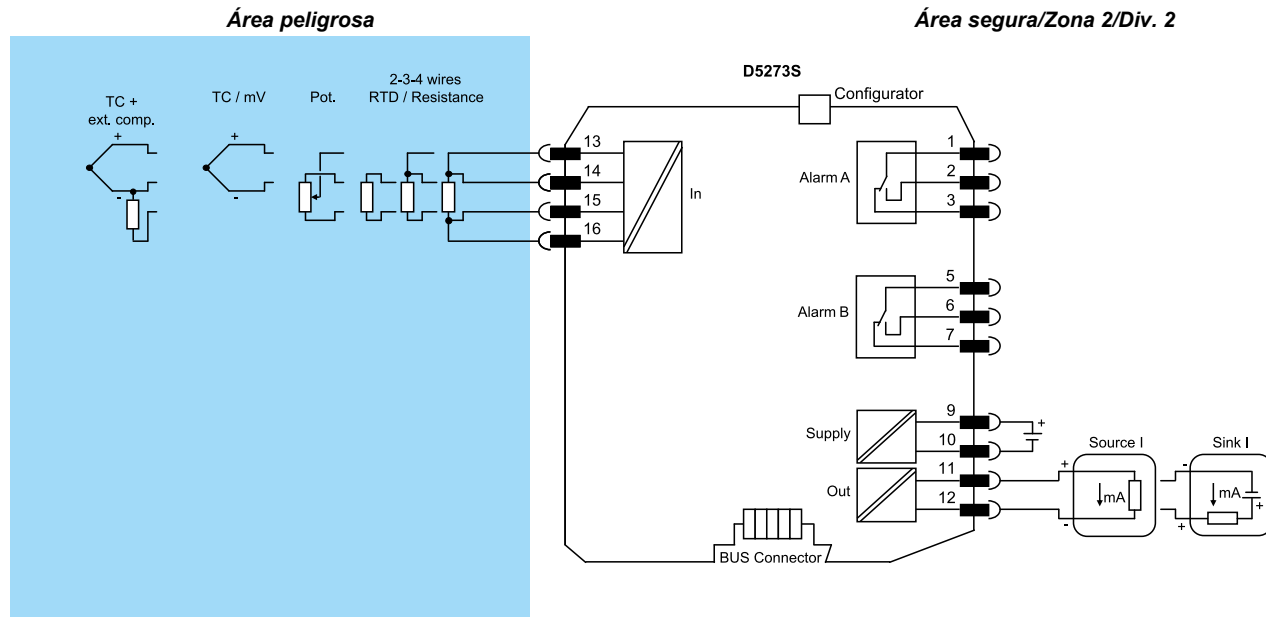 Área peligrosa
Área segura/Zona 2/Div. 2
D5273S
Configurator
TC +
ext. comp.
+
-
TC / mV
+
-
Pot.
2-3-4 wires
RTD / Resistance
13
14
15
16
In
Alarm A
1
2
3
Alarm B
5
6
7
Supply
9
10
+
Out
11
12
Source I
+
mA
-
Sink I
-
mA
+
+
BUS Connector